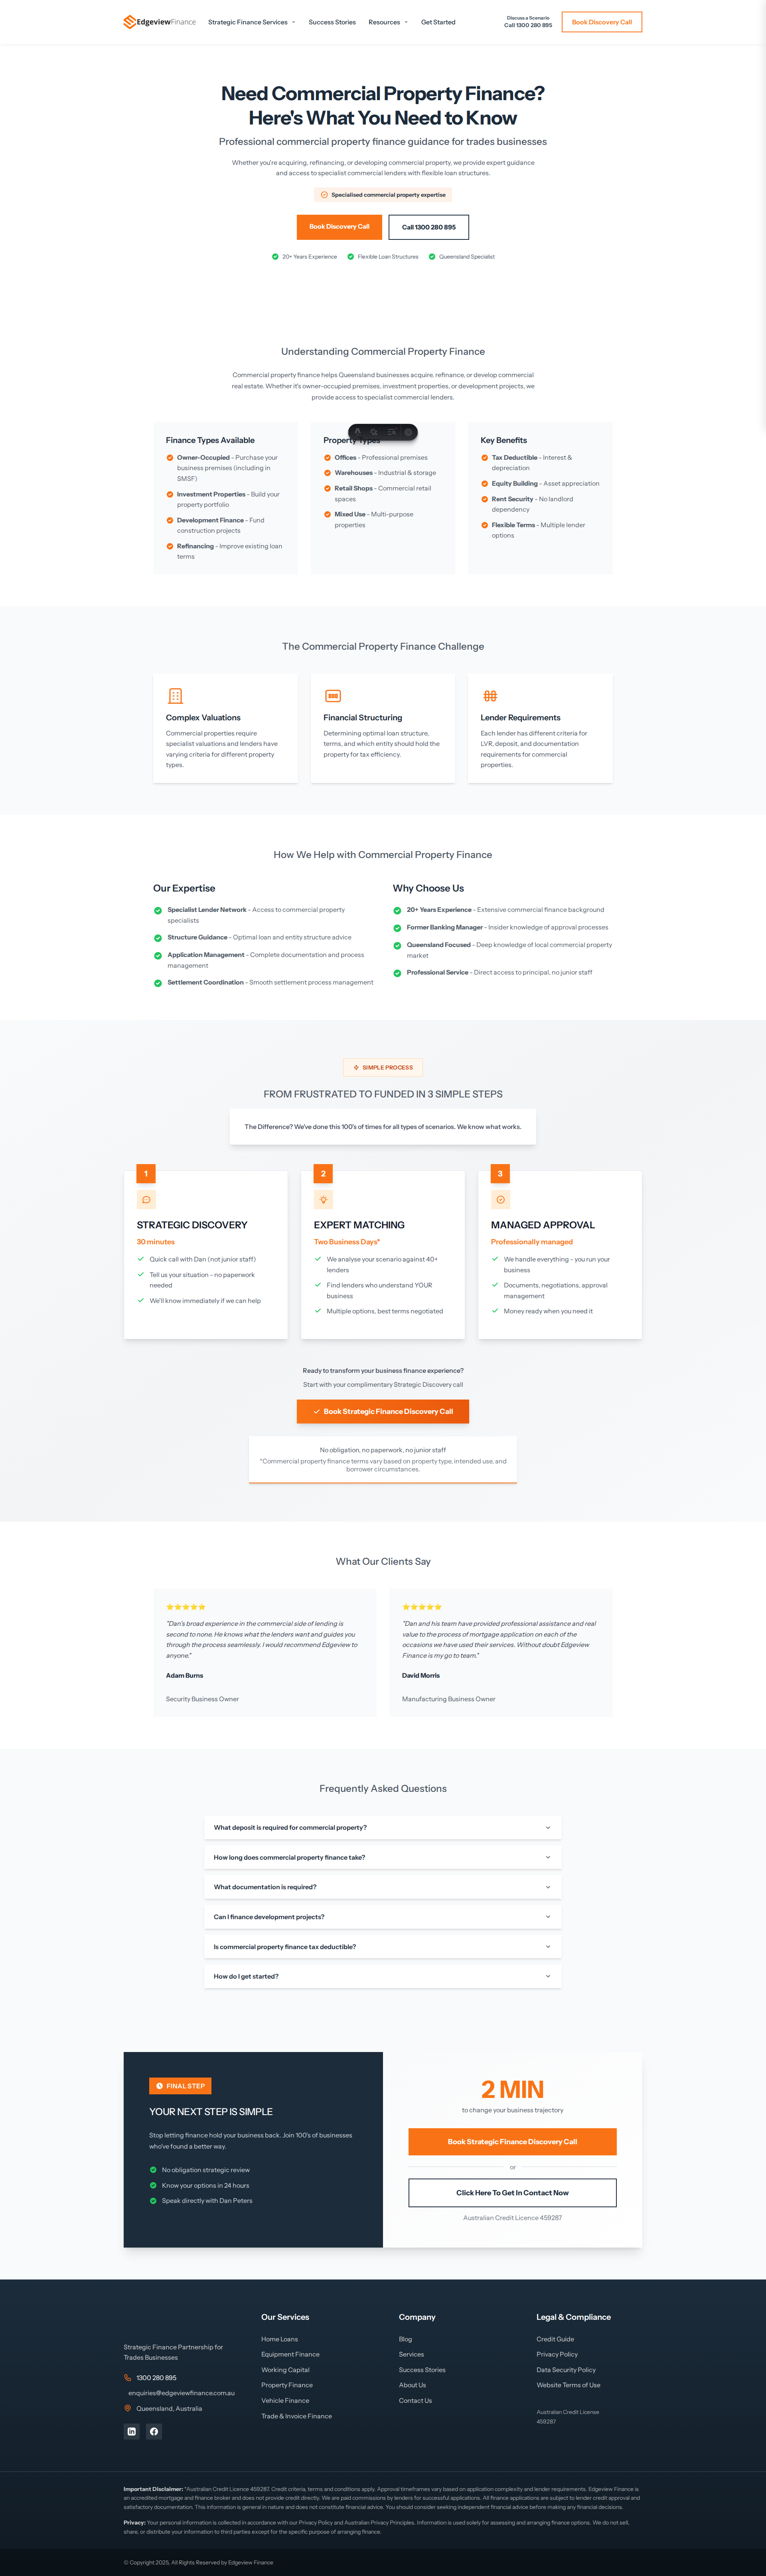 EdgeviewFinance
Strategic Finance Services
Success Stories
Resources
Get Started
Discuss a Scenario
Call 1300 280 895
Book Discovery Call
Need Commercial Property Finance?
Here's What You Need to Know
Professional commercial property finance guidance for trades businesses
Whether you're acquiring, refinancing, or developing commercial property, we provide expert guidance
and access to specialist commercial lenders with flexible loan structures.
Specialised commercial property expertise
Book Discovery Call
Call 1300 280 895
20+ Years Experience
Flexible Loan Structures
Queensland Specialist
Understanding Commercial Property Finance
Commercial property finance helps Queensland businesses acquire, refinance, or develop commercial
real estate. Whether it's owner-occupied premises, investment properties, or development projects, we
provide access to specialist commercial lenders.
Finance Types Available
Owner-Occupied - Purchase your
business premises (including in
SMSF)
Investment Properties - Build your
property portfolio
Development Finance - Fund
construction projects
Refinancing - Improve existing loan
terms
Property Types
Offices - Professional premises
Warehouses - Industrial & storage
Retail Shops - Commercial retail
spaces
Mixed Use - Multi-purpose
properties
Key Benefits
Tax Deductible - Interest &
depreciation
Equity Building - Asset appreciation
Rent Security - No landlord
dependency
Flexible Terms - Multiple lender
options
The Commercial Property Finance Challenge
Complex Valuations
Commercial properties require
specialist valuations and lenders have
varying criteria for different property
types.
Financial Structuring
Determining optimal loan structure,
terms, and which entity should hold the
property for tax efficiency.
Lender Requirements
Each lender has different criteria for
LVR, deposit, and documentation
requirements for commercial
properties.
How We Help with Commercial Property Finance
Our Expertise
Specialist Lender Network - Access to commercial property
specialists
Structure Guidance - Optimal loan and entity structure advice
Application Management - Complete documentation and process
management
Settlement Coordination - Smooth settlement process management
Why Choose Us
20+ Years Experience - Extensive commercial finance background
Former Banking Manager - Insider knowledge of approval processes
Queensland Focused - Deep knowledge of local commercial property
market
Professional Service - Direct access to principal, no junior staff
SIMPLE PROCESS
FROM FRUSTRATED TO FUNDED IN 3 SIMPLE STEPS
The Difference? We've done this 100's of times for all types of scenarios. We know what works.
1
STRATEGIC DISCOVERY
30 minutes
Quick call with Dan (not junior staff)
Tell us your situation - no paperwork
needed
We'll know immediately if we can help
2
EXPERT MATCHING
Two Business Days*
We analyse your scenario against 40+
lenders
Find lenders who understand YOUR
business
Multiple options, best terms negotiated
3
MANAGED APPROVAL
Professionally managed
We handle everything - you run your
business
Documents, negotiations, approval
management
Money ready when you need it
Ready to transform your business finance experience?
Start with your complimentary Strategic Discovery call
Book Strategic Finance Discovery Call
No obligation, no paperwork, no junior staff
*Commercial property finance terms vary based on property type, intended use, and
borrower circumstances.
What Our Clients Say
"Dan's broad experience in the commercial side of lending is
second to none. He knows what the lenders want and guides you
through the process seamlessly. I would recommend Edgeview to
anyone."
Adam Burns
Security Business Owner
"Dan and his team have provided professional assistance and real
value to the process of mortgage application on each of the
occasions we have used their services. Without doubt Edgeview
Finance is my go to team."
David Morris
Manufacturing Business Owner
Frequently Asked Questions
What deposit is required for commercial property?
How long does commercial property finance take?
What documentation is required?
Can I finance development projects?
Is commercial property finance tax deductible?
How do I get started?
FINAL STEP
YOUR NEXT STEP IS SIMPLE
Stop letting finance hold your business back. Join 100's of businesses
who've found a better way.
No obligation strategic review
Know your options in 24 hours
Speak directly with Dan Peters
2 MIN
to change your business trajectory
Book Strategic Finance Discovery Call
or
Click Here To Get In Contact Now
Australian Credit Licence 459287
Strategic Finance Partnership for
Trades Businesses
1300 280 895
enquiries@edgeviewfinance.com.au
Queensland, Australia
Our Services
Home Loans
Equipment Finance
Working Capital
Property Finance
Vehicle Finance
Trade & Invoice Finance
Company
Blog
Services
Success Stories
About Us
Contact Us
Legal & Compliance
Credit Guide
Privacy Policy
Data Security Policy
Website Terms of Use
Australian Credit License
459287
Important Disclaimer: *Australian Credit Licence 459287. Credit criteria, terms and conditions apply. Approval timeframes vary based on application complexity and lender requirements. Edgeview Finance is
an accredited mortgage and finance broker and does not provide credit directly. We are paid commissions by lenders for successful applications. All finance applications are subject to lender credit approval and
satisfactory documentation. This information is general in nature and does not constitute financial advice. You should consider seeking independent financial advice before making any financial decisions.
Privacy: Your personal information is collected in accordance with our Privacy Policy and Australian Privacy Principles. Information is used solely for assessing and arranging finance options. We do not sell,
share, or distribute your information to third parties except for the specific purpose of arranging finance.
© Copyright 2025, All Rights Reserved by Edgeview Finance